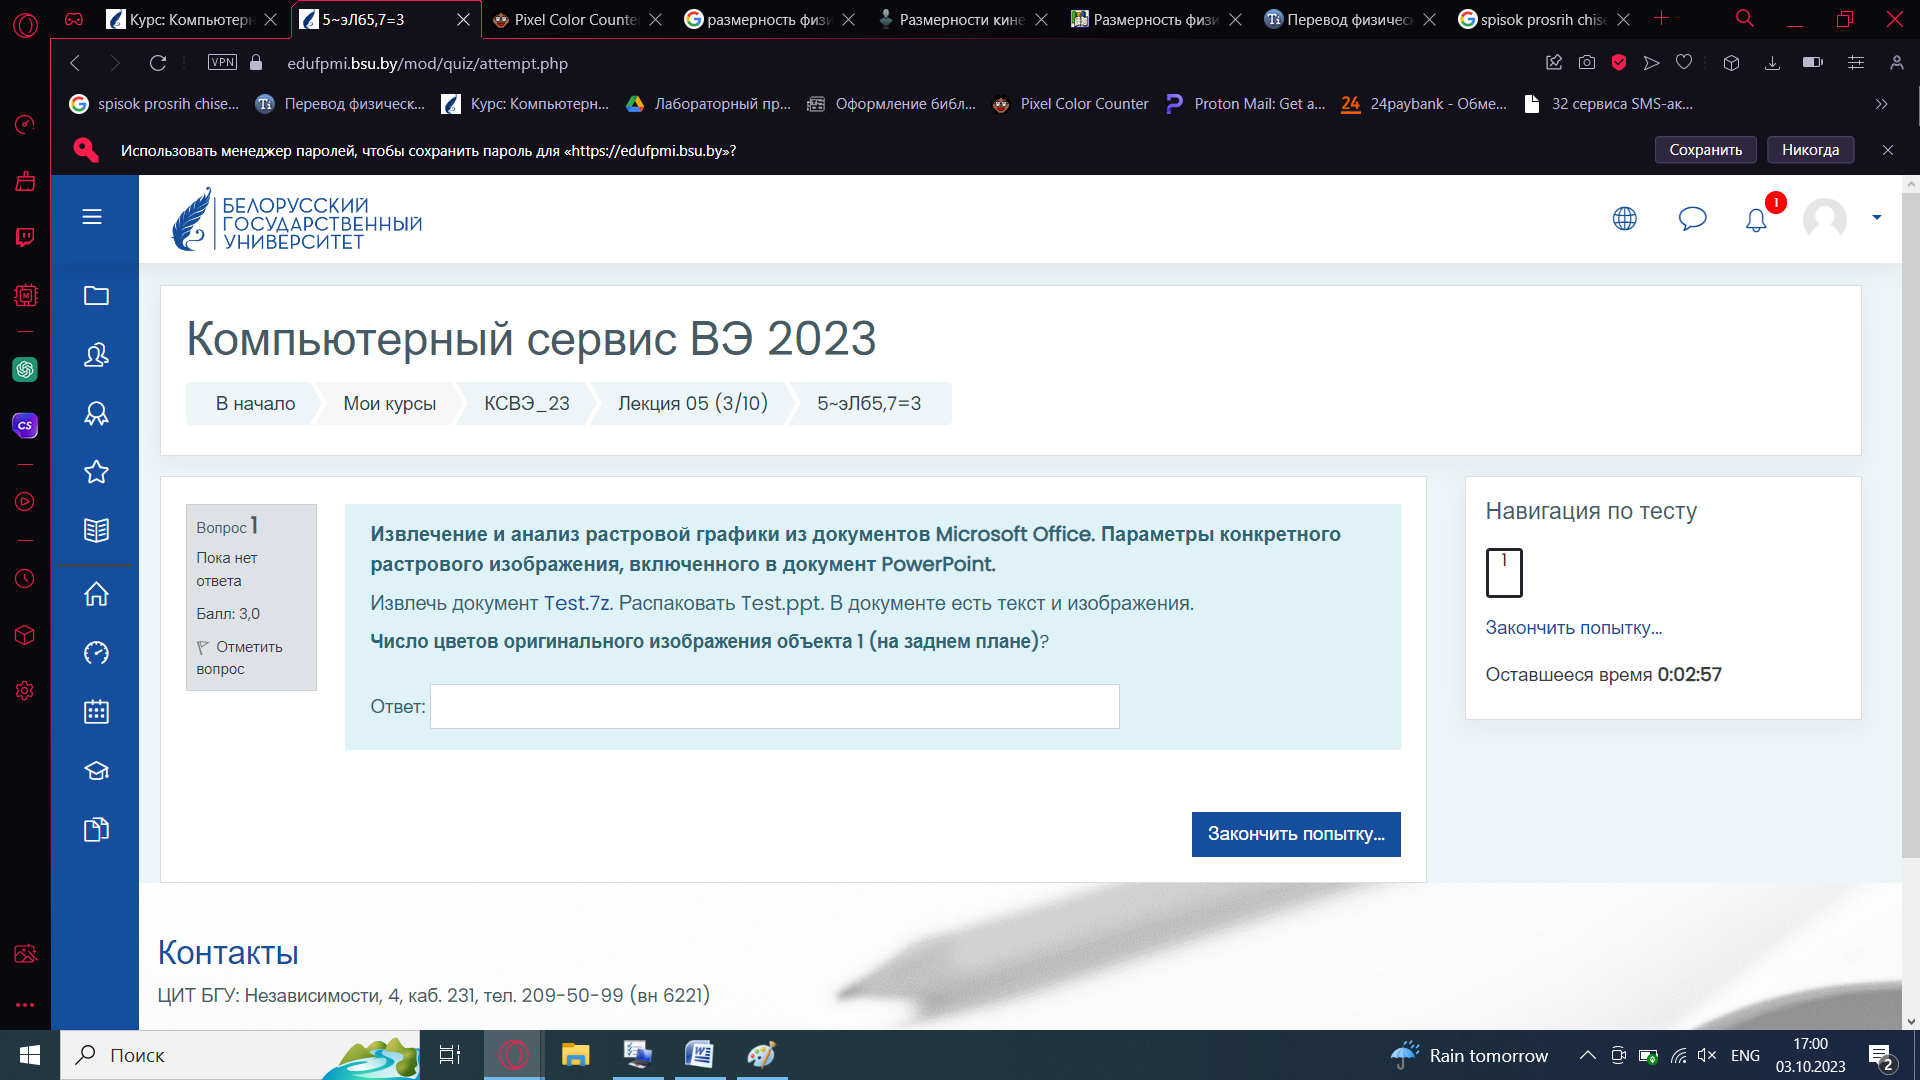 Курс: Компьютерн
5~эЛб5,7=3
Pixel Color Counte
размерность физи
Размерности кине
Размерность физи
Перевод физическ
spisok prosrih chise
VPN
edufpmi.bsu.by/mod/quiz/attempt.php
spisok prosrih chise...
Перевод физическ...
Курс: Компьютерн...
Лабораторный пр...
Оформление библ...
Pixel Color Counter
Proton Mail: Get a...
24 24paybank - Обме...
32 сервиса SMS-ак...
Использовать менеджер паролей, чтобы сохранить пароль для «https://edufpmi.bsu.by»?
Сохранить
Никогда
БЕЛОРУССКИЙ
ГОСУДАРСТВЕННЫЙ
УНИВЕРСИТЕТ
1
CS
Компьютерный сервис ВЭ 2023
В начало
Мои курсы
КСВЭ_23
Лекция 05 (3/10)
5~эЛб5,7=3
Вопрос 1
Пока нет
ответа
Балл: 3,0
Отметить
вопрос
Извлечение и анализ растровой графики из документов Microsoft Office. Параметры конкретного
растрового изображения, включенного в документ PowerPoint.
Извлечь документ Test.7z. Распаковать Test.ppt. В документе есть текст и изображения.
Число цветов оригинального изображения объекта 1 (на заднем плане)?
Ответ:
Закончить попытку...
Навигация по тесту
1
Закончить попытку...
Оставшееся время 0:02:57
Контакты
ЦИТ БГУ: Независимости, 4, каб. 231, тел. 209-50-99 (вн 6221)
Поиск
Rain tomorrow
ENG
17:00
03.10.2023
2